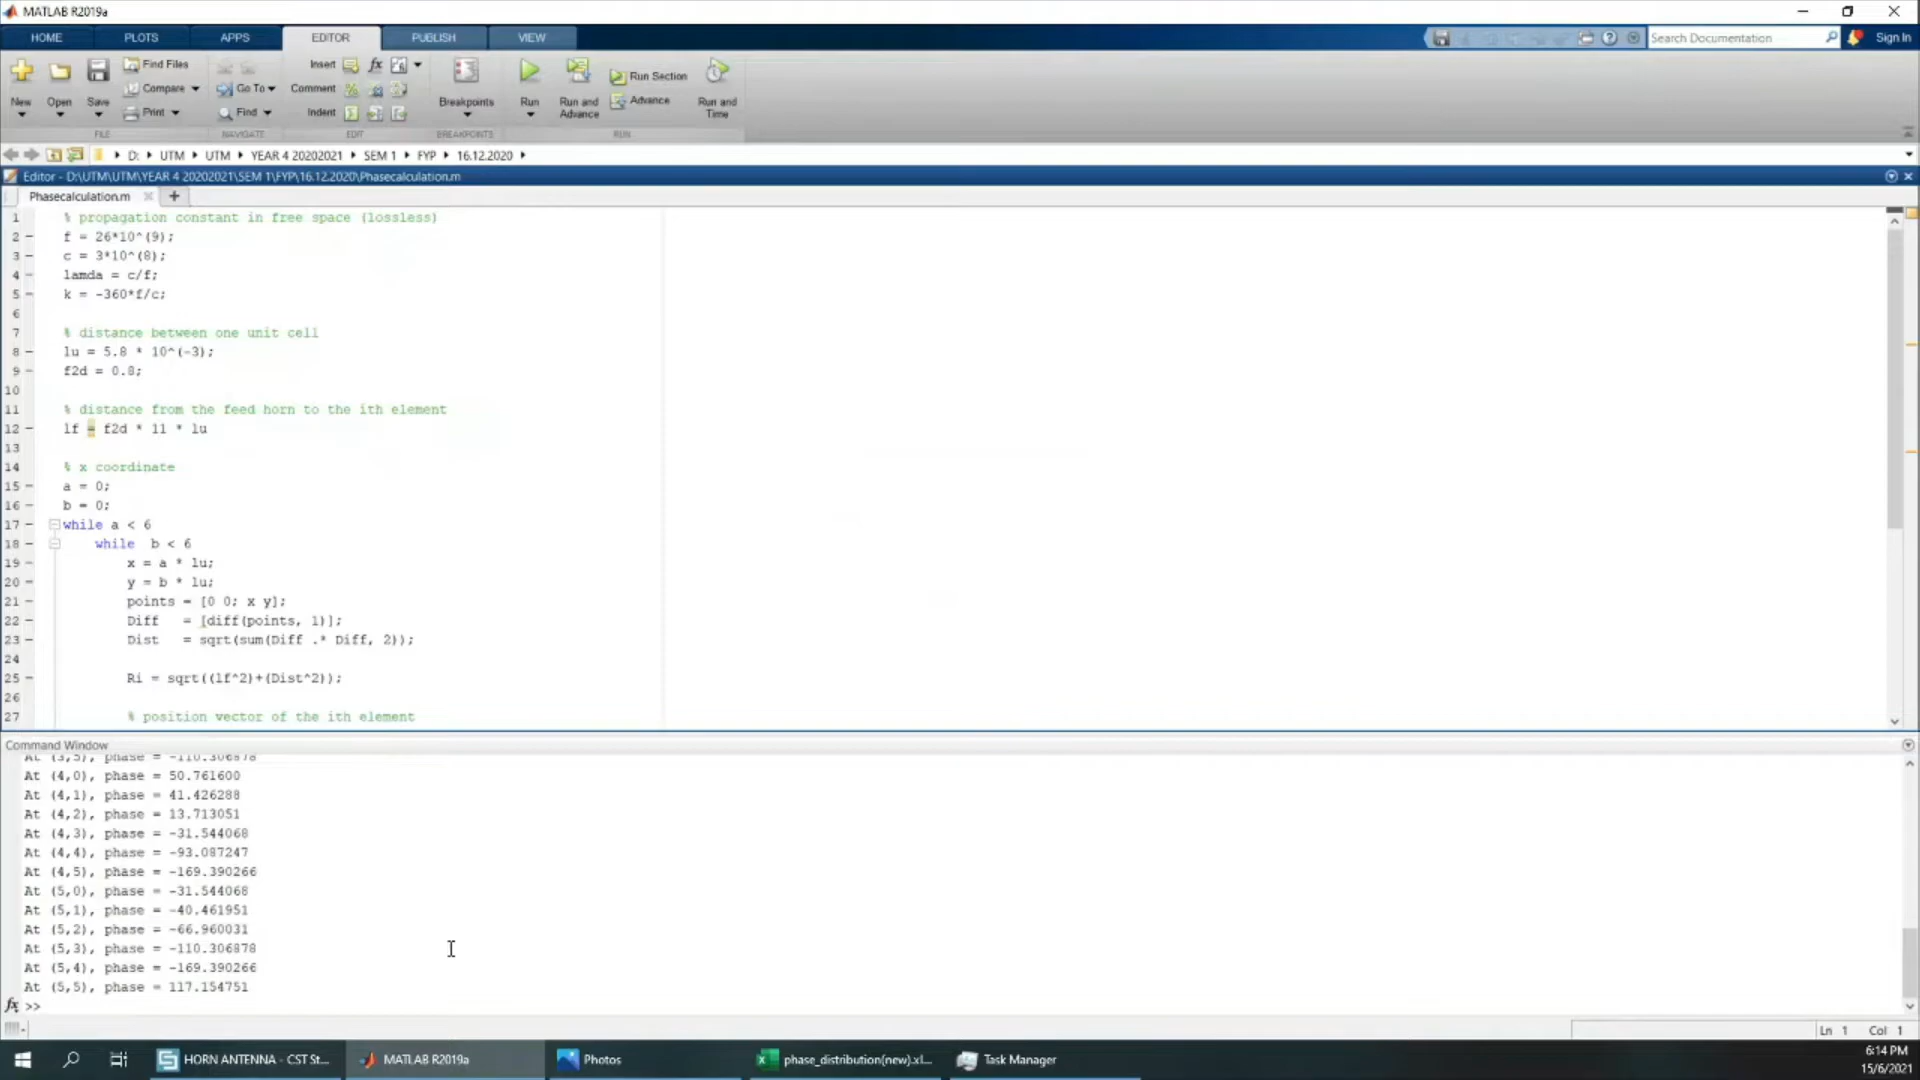 MATLAB R2019a
HOME PLOTS APPS EDITOR PUBLISH VIEW Search Documentation Sign In
Find Files Insert fx Run Section
Compare Go To Comment Advance
New Open Save Print Find Indent Breakpoints Run Run and Advance Run and Time
FILE NAVIGATE EDIT BREAKPOINTS RUN
D: UTM UTM YEAR 4 20202021 SEM 1 FYP 16.12.2020
Editor - D:\UTM\UTM\YEAR 4 20202021\SEM 1\FYP\16.12.2020\Phasecalculation.m
Phasecalculation.m +
1 % propagation constant in free space (lossless)
2 - f = 26*10^(9);
3 - c = 3*10^(8);
4 - lamda = c/f;
5 - k = -360*f/c;
6
7 % distance between one unit cell
8 - lu = 5.8 * 10^(-3);
9 - f2d = 0.8;
10
11 % distance from the feed horn to the ith element
12 - lf = f2d * 11 * lu
13
14 % x coordinate
15 - a = 0;
16 - b = 0;
17 - while a < 6
18 - while b < 6
19 - x = a * lu;
20 - y = b * lu;
21 - points = [0 0; x y];
22 - Diff = [diff(points, 1)];
23 - Dist = sqrt(sum(Diff .* Diff, 2));
24
25 - Ri = sqrt((lf^2)+(Dist^2));
26
27 % position vector of the ith element
Command Window
At (3,5), phase = -110.306878
At (4,0), phase = 50.761600
At (4,1), phase = 41.426288
At (4,2), phase = 13.713051
At (4,3), phase = -31.544068
At (4,4), phase = -93.087247
At (4,5), phase = -169.390266
At (5,0), phase = -31.544068
At (5,1), phase = -40.461951
At (5,2), phase = -66.960031
At (5,3), phase = -110.306878
At (5,4), phase = -169.390266
At (5,5), phase = 117.154751
fx >>
Ln 1 Col 1
HORN ANTENNA - CST St... MATLAB R2019a Photos phase_distribution(new).xl... Task Manager 6:14 PM
15/6/2021